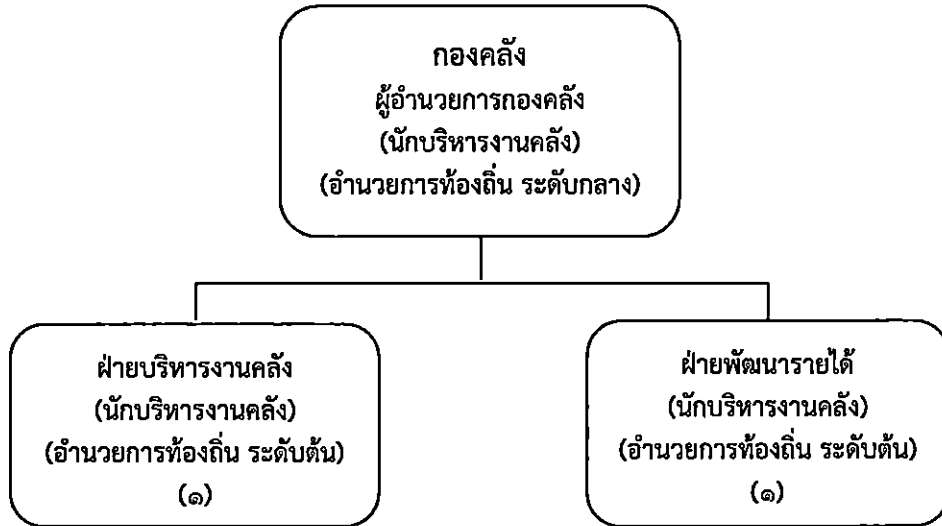 กองคลัง
ผู้อำนวยการกองคลัง
(นักบริหารงานคลัง)
(อำนวยการท้องถิ่น ระดับกลาง)
ฝ่ายบริหารงานคลัง
(นักบริหารงานคลัง)
(อำนวยการท้องถิ่น ระดับต้น)
(๑)
ฝ่ายพัฒนารายได้
(นักบริหารงานคลัง)
(อำนวยการท้องถิ่น ระดับต้น)
(๑)